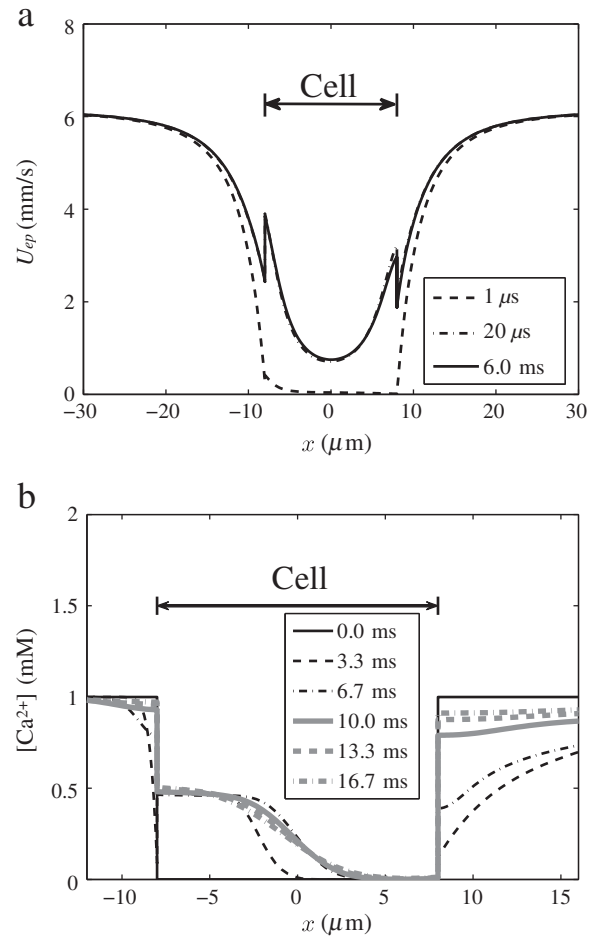 a
8
6
4
2
0
U_ep (mm/s)
Cell
1 μs
20 μs
6.0 ms
−30 −20 −10 0 10 20 30
x (μm)
b
2
1.5
1
0.5
0
[Ca²⁺] (mM)
Cell
0.0 ms
3.3 ms
6.7 ms
10.0 ms
13.3 ms
16.7 ms
−10 −5 0 5 10 15
x (μm)